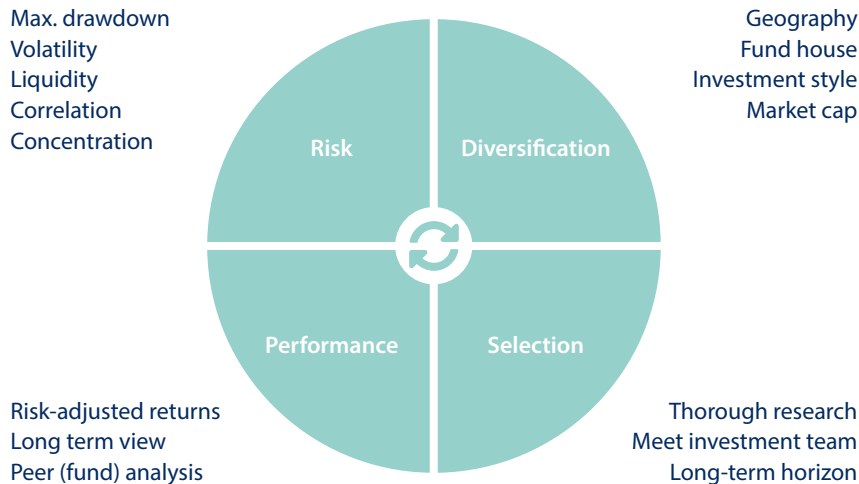 Max. drawdown
Volatility
Liquidity
Correlation
Concentration
Geography
Fund house
Investment style
Market cap
Risk
Diversification
Performance
Selection
Risk-adjusted returns
Long term view
Peer (fund) analysis
Thorough research
Meet investment team
Long-term horizon